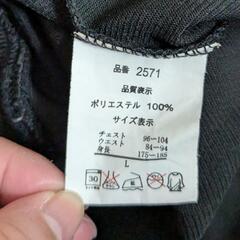 品番 2571
品質表示
ポリエステル 100%
サイズ表示
チェスト 96-104
ウエスト 84-94
身長 175-185
L
30